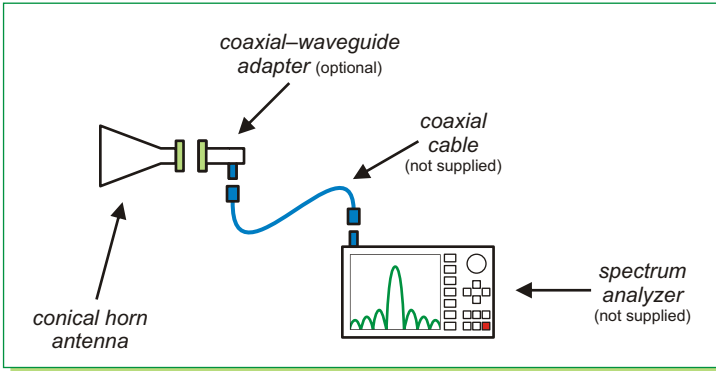 coaxial–waveguide
adapter (optional)
coaxial
cable
(not supplied)
spectrum
analyzer
(not supplied)
conical horn
antenna